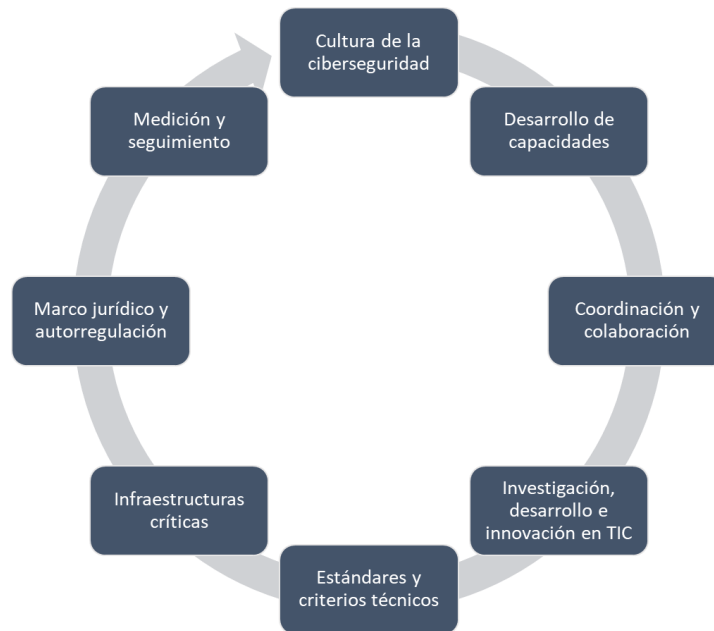 Cultura de la
ciberseguridad
Desarrollo de
capacidades
Coordinación y
colaboración
Investigación,
desarrollo e
innovación en TIC
Estándares y
criterios técnicos
Infraestructuras
críticas
Marco jurídico y
autorregulación
Medición y
seguimiento